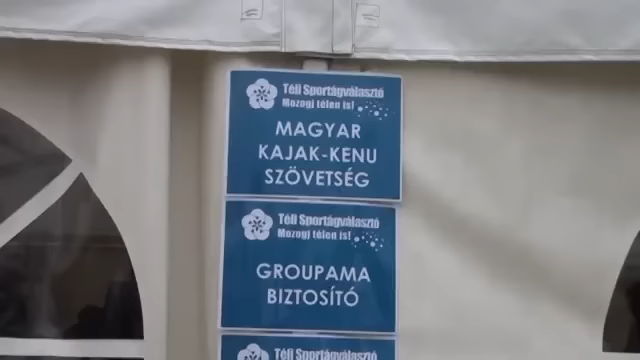 Téli Sportágválasztó
Mozogj télen is!
MAGYAR
KAJAK-KENU
SZÖVETSÉG
Téli Sportágválasztó
Mozogj télen is!
GROUPAMA
BIZTOSÍTÓ
Téli Sportágválasztó